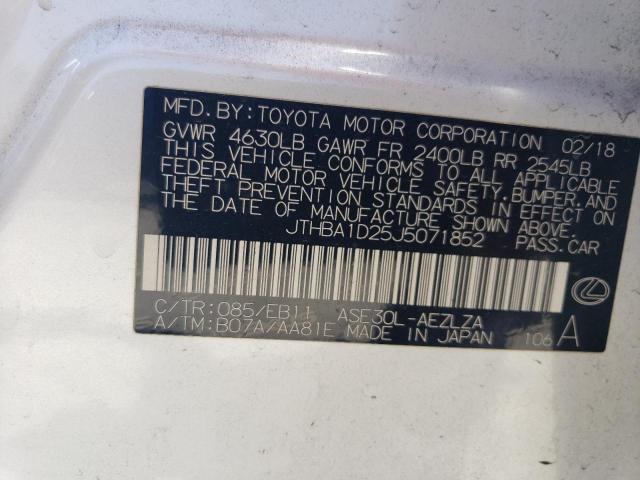 MFD. BY: TOYOTA MOTOR CORPORATION 02/18
GVWR 4630LB GAWR FR 2400LB RR 2545LB
THIS VEHICLE CONFORMS TO ALL APPLICABLE
FEDERAL MOTOR VEHICLE SAFETY, BUMPER, AND
THEFT PREVENTION STANDARDS IN EFFECT ON
THE DATE OF MANUFACTURE SHOWN ABOVE.
JTHBA1D25J5071852 PASS.CAR
C/TR:085/EB11 ASE30L-AEZLZA
A/TM:B07A/AA81E MADE IN JAPAN 106 A